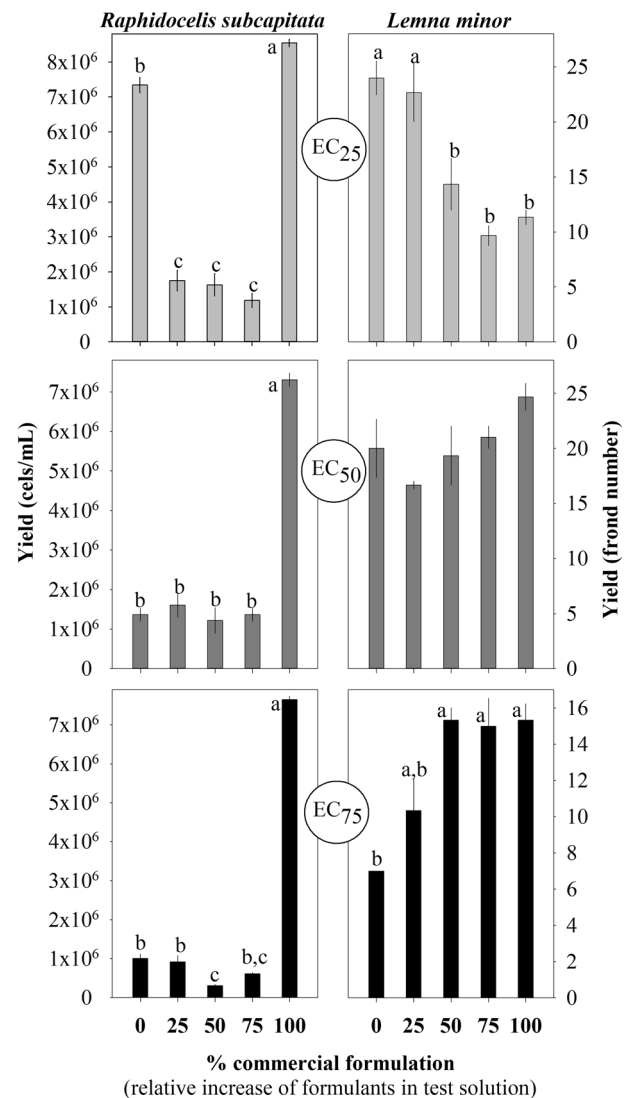 Raphidocelis subcapitata
Lemna minor
8x10⁶
7x10⁶
6x10⁶
5x10⁶
4x10⁶
3x10⁶
2x10⁶
1x10⁶
0
b
c
c
c
a
EC25
a
a
b
b
b
25
20
15
10
5
0
7x10⁶
6x10⁶
5x10⁶
4x10⁶
3x10⁶
2x10⁶
1x10⁶
0
b
b
b
b
a
EC50
25
20
15
10
5
0
Yield (cels/mL)
Yield (frond number)
7x10⁶
6x10⁶
5x10⁶
4x10⁶
3x10⁶
2x10⁶
1x10⁶
0
b
b
c
b,c
a
EC75
b
a,b
a
a
a
16
14
12
10
8
6
4
2
0
0 25 50 75 100
0 25 50 75 100
% commercial formulation
(relative increase of formulants in test solution)